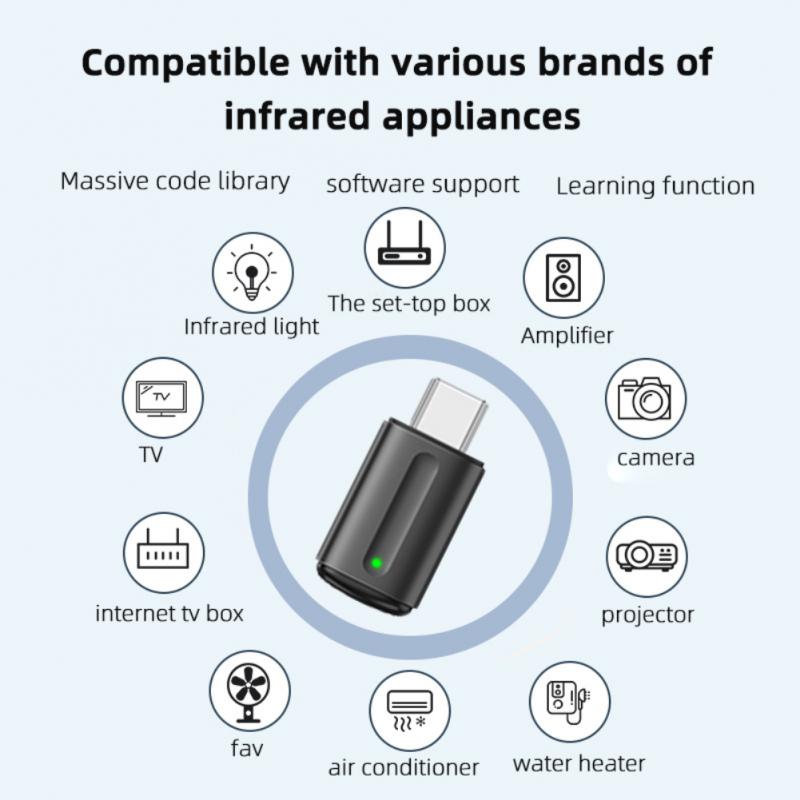 Compatible with various brands of
infrared appliances
Massive code library
software support
Learning function
The set-top box
Infrared light
Amplifier
TV
TV
camera
internet tv box
projector
fav
air conditioner
water heater